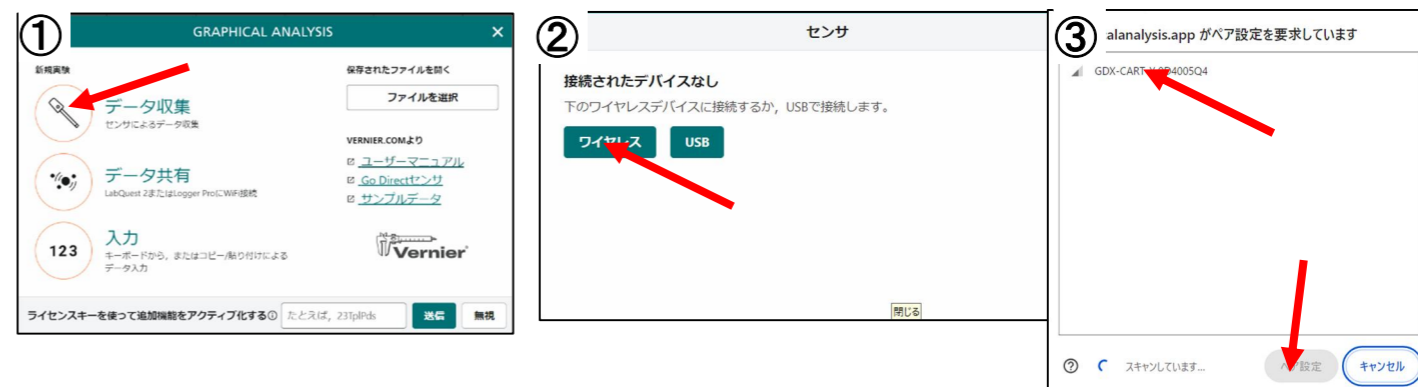 ①
GRAPHICAL ANALYSIS
×
新規実験
データ収集
センサによるデータ収集
データ共有
LabQuest 2またはLogger ProにWiFi接続
123
入力
キーボードから，またはコピー/貼り付けによる
データ入力
保存されたファイルを開く
ファイルを選択
VERNIER.COMより
ユーザーマニュアル
Go Directセンサ
サンプルデータ
Vernier
ライセンスキーを使って追加機能をアクティブ化する
たとえば，23TplPds
送信
無視
②
センサ
接続されたデバイスなし
下のワイヤレスデバイスに接続するか，USBで接続します。
ワイヤレス
USB
閉じる
③
alanalysis.app がペア設定を要求しています
GDX-CART
スキャンしています...
ペア設定
キャンセル